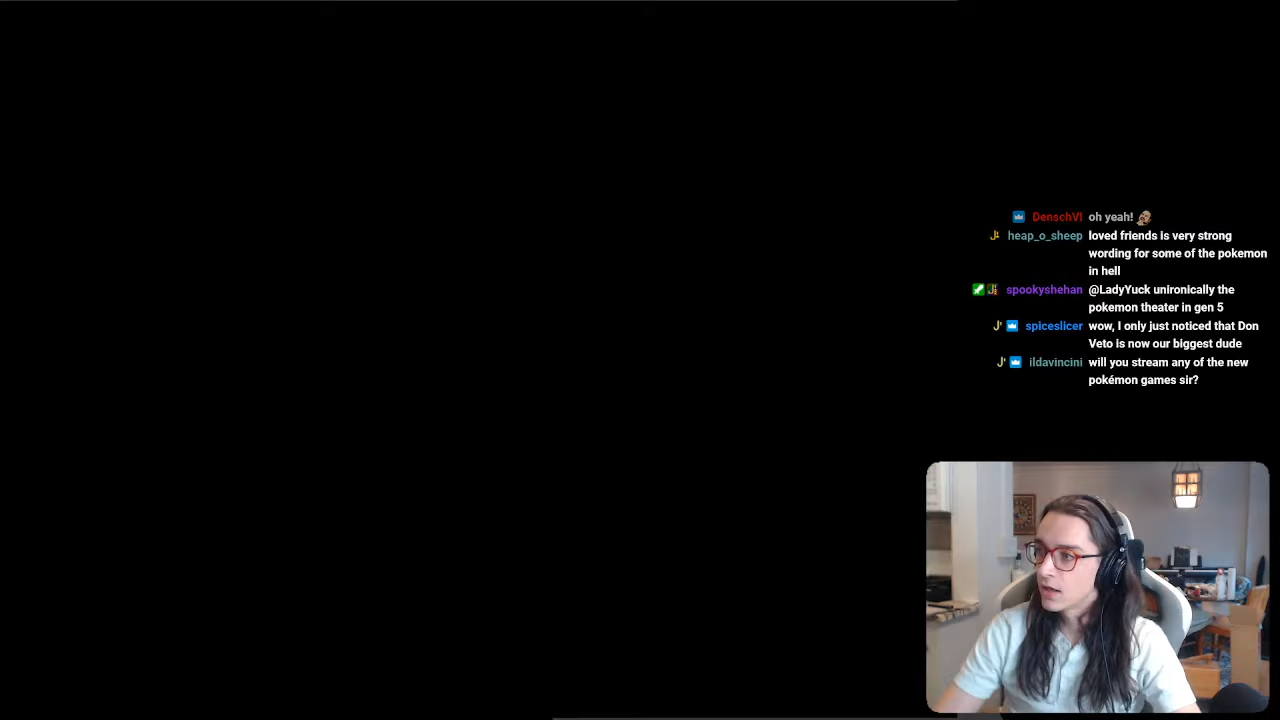 DenschVI oh yeah!
heap_o_sheep loved friends is very strong
wording for some of the pokemon
in hell
spookyshehan @LadyYuck unironically the
pokemon theater in gen 5
spiceslicer wow, I only just noticed that Don
Veto is now our biggest dude
ildavincini will you stream any of the new
pokémon games sir?